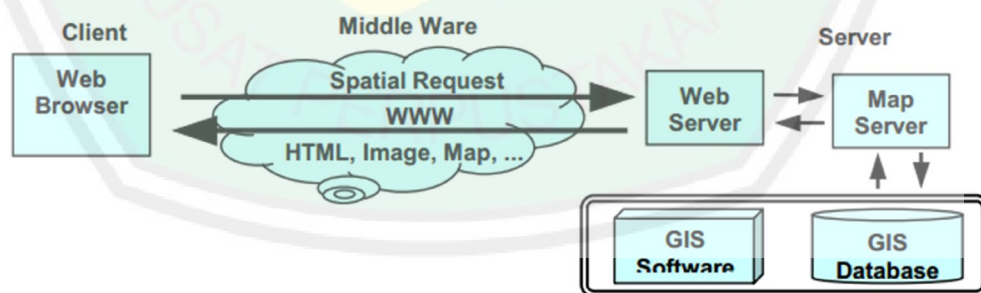 Client
Middle Ware
Server
Web
Browser
Spatial Request
WWW
HTML, Image, Map, ...
Web
Server
Map
Server
GIS
Software
GIS
Database